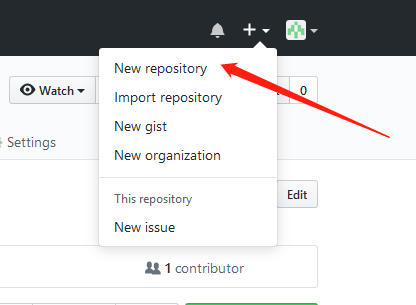 New repository
Watch
0
Import repository
New gist
Settings
New organization
This repository
Edit
New issue
1 contributor